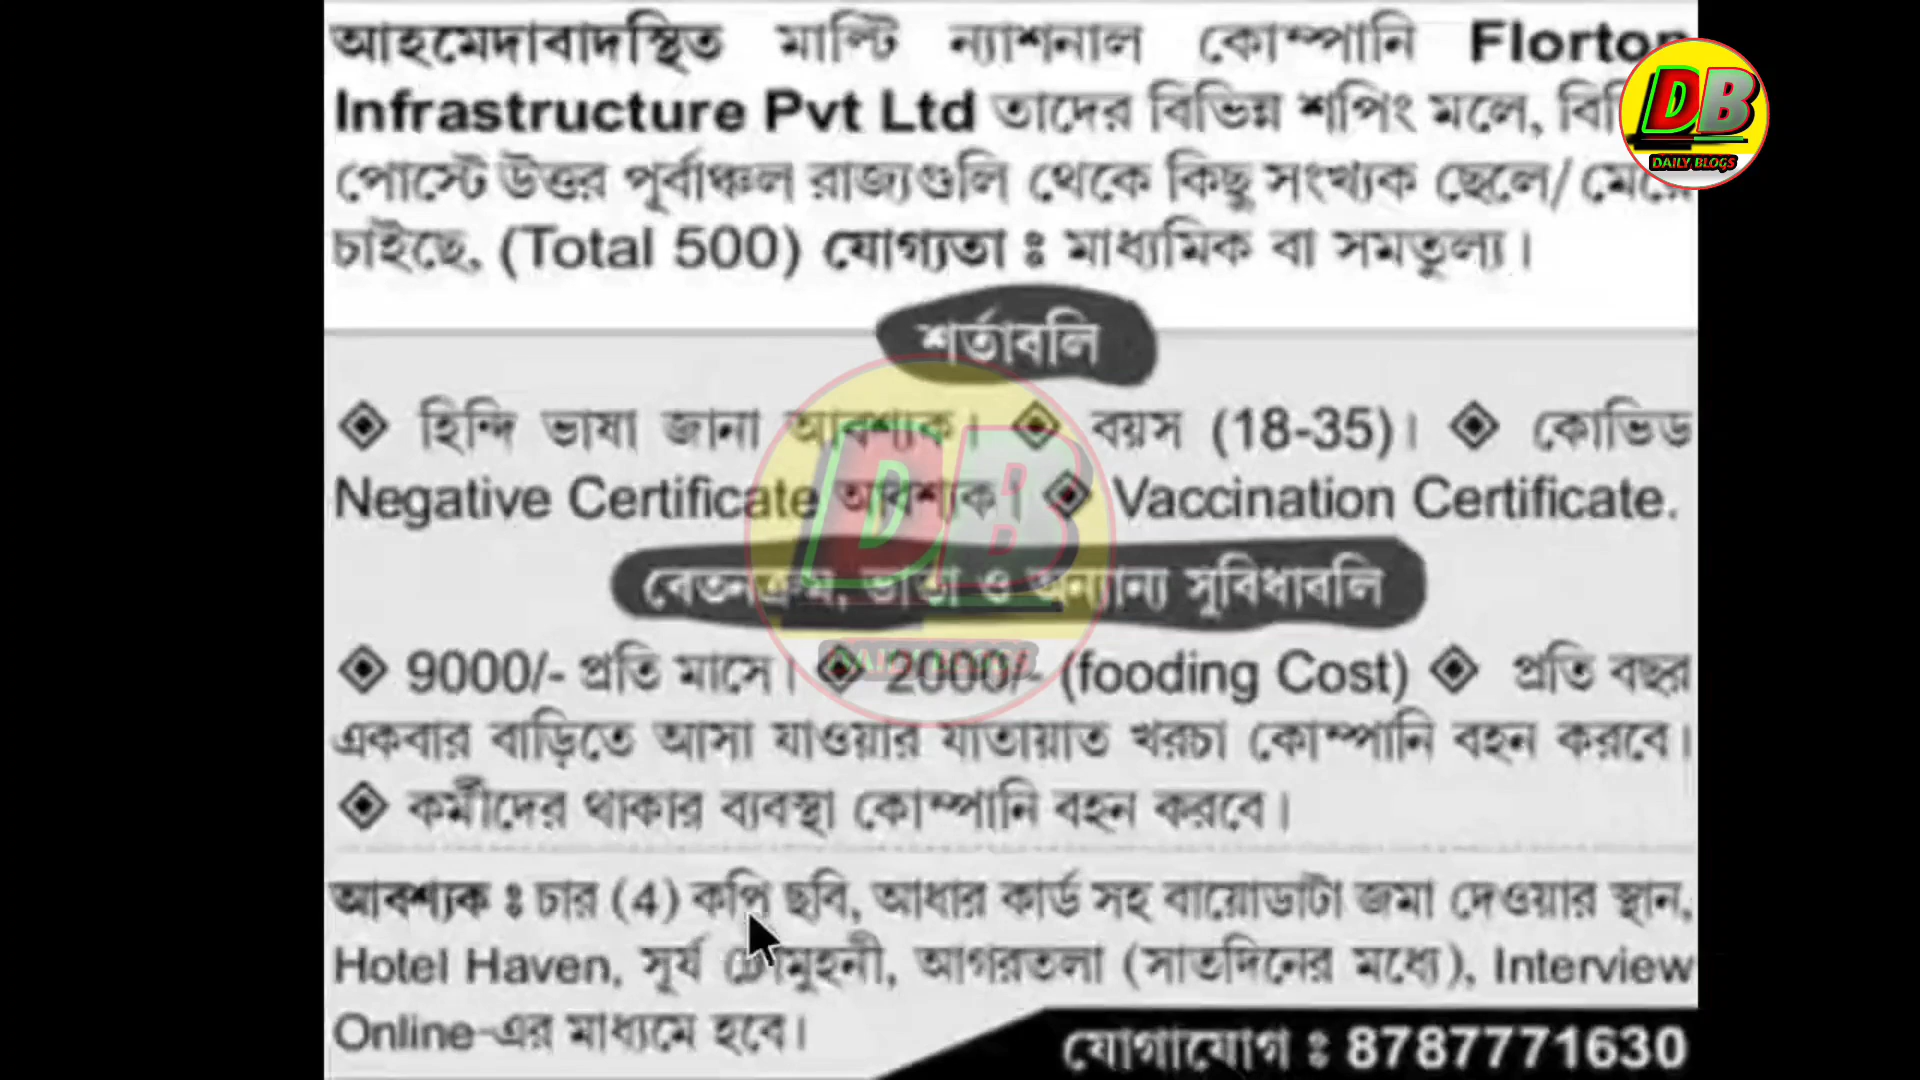 আহমেদাবাদস্থিত মাল্টি ন্যাশনাল কোম্পানি Florton
Infrastructure Pvt Ltd তাদের বিভিন্ন শপিং মলে,
পোস্টে উত্তর পূর্বাঞ্চল রাজ্যগুলি থেকে কিছু সংখ্যক ছেলে/মেয়ে
চাইছে, (Total 500) যোগ্যতা ঃ মাধ্যমিক বা সমতুল্য।
DB
DAILY BLOGS
শর্তাবলি
◈ হিন্দি ভাষা জানা আবশ্যক। ◈ বয়স (18-35)। ◈ কোভিড
Negative Certificate আবশ্যক। ◈ Vaccination Certificate.
বেতনক্রম, ভাতা ও অন্যান্য সুবিধাবলি
◈ 9000/- প্রতি মাসে। ◈ 2000/- (fooding Cost) ◈ প্রতি বছর
একবার বাড়িতে আসা যাওয়ার যাতায়াত খরচা কোম্পানি বহন করবে।
◈ কর্মীদের থাকার ব্যবস্থা কোম্পানি বহন করবে।
DB
DAILY BLOGS
আবশ্যক ঃ চার (4) কপি ছবি, আধার কার্ড সহ বায়োডাটা জমা দেওয়ার স্থান,
Hotel Haven, সূর্য চৌমুহনী, আগরতলা (সাতদিনের মধ্যে), Interview
Online-এর মাধ্যমে হবে।
যোগাযোগ ঃ 8787771630